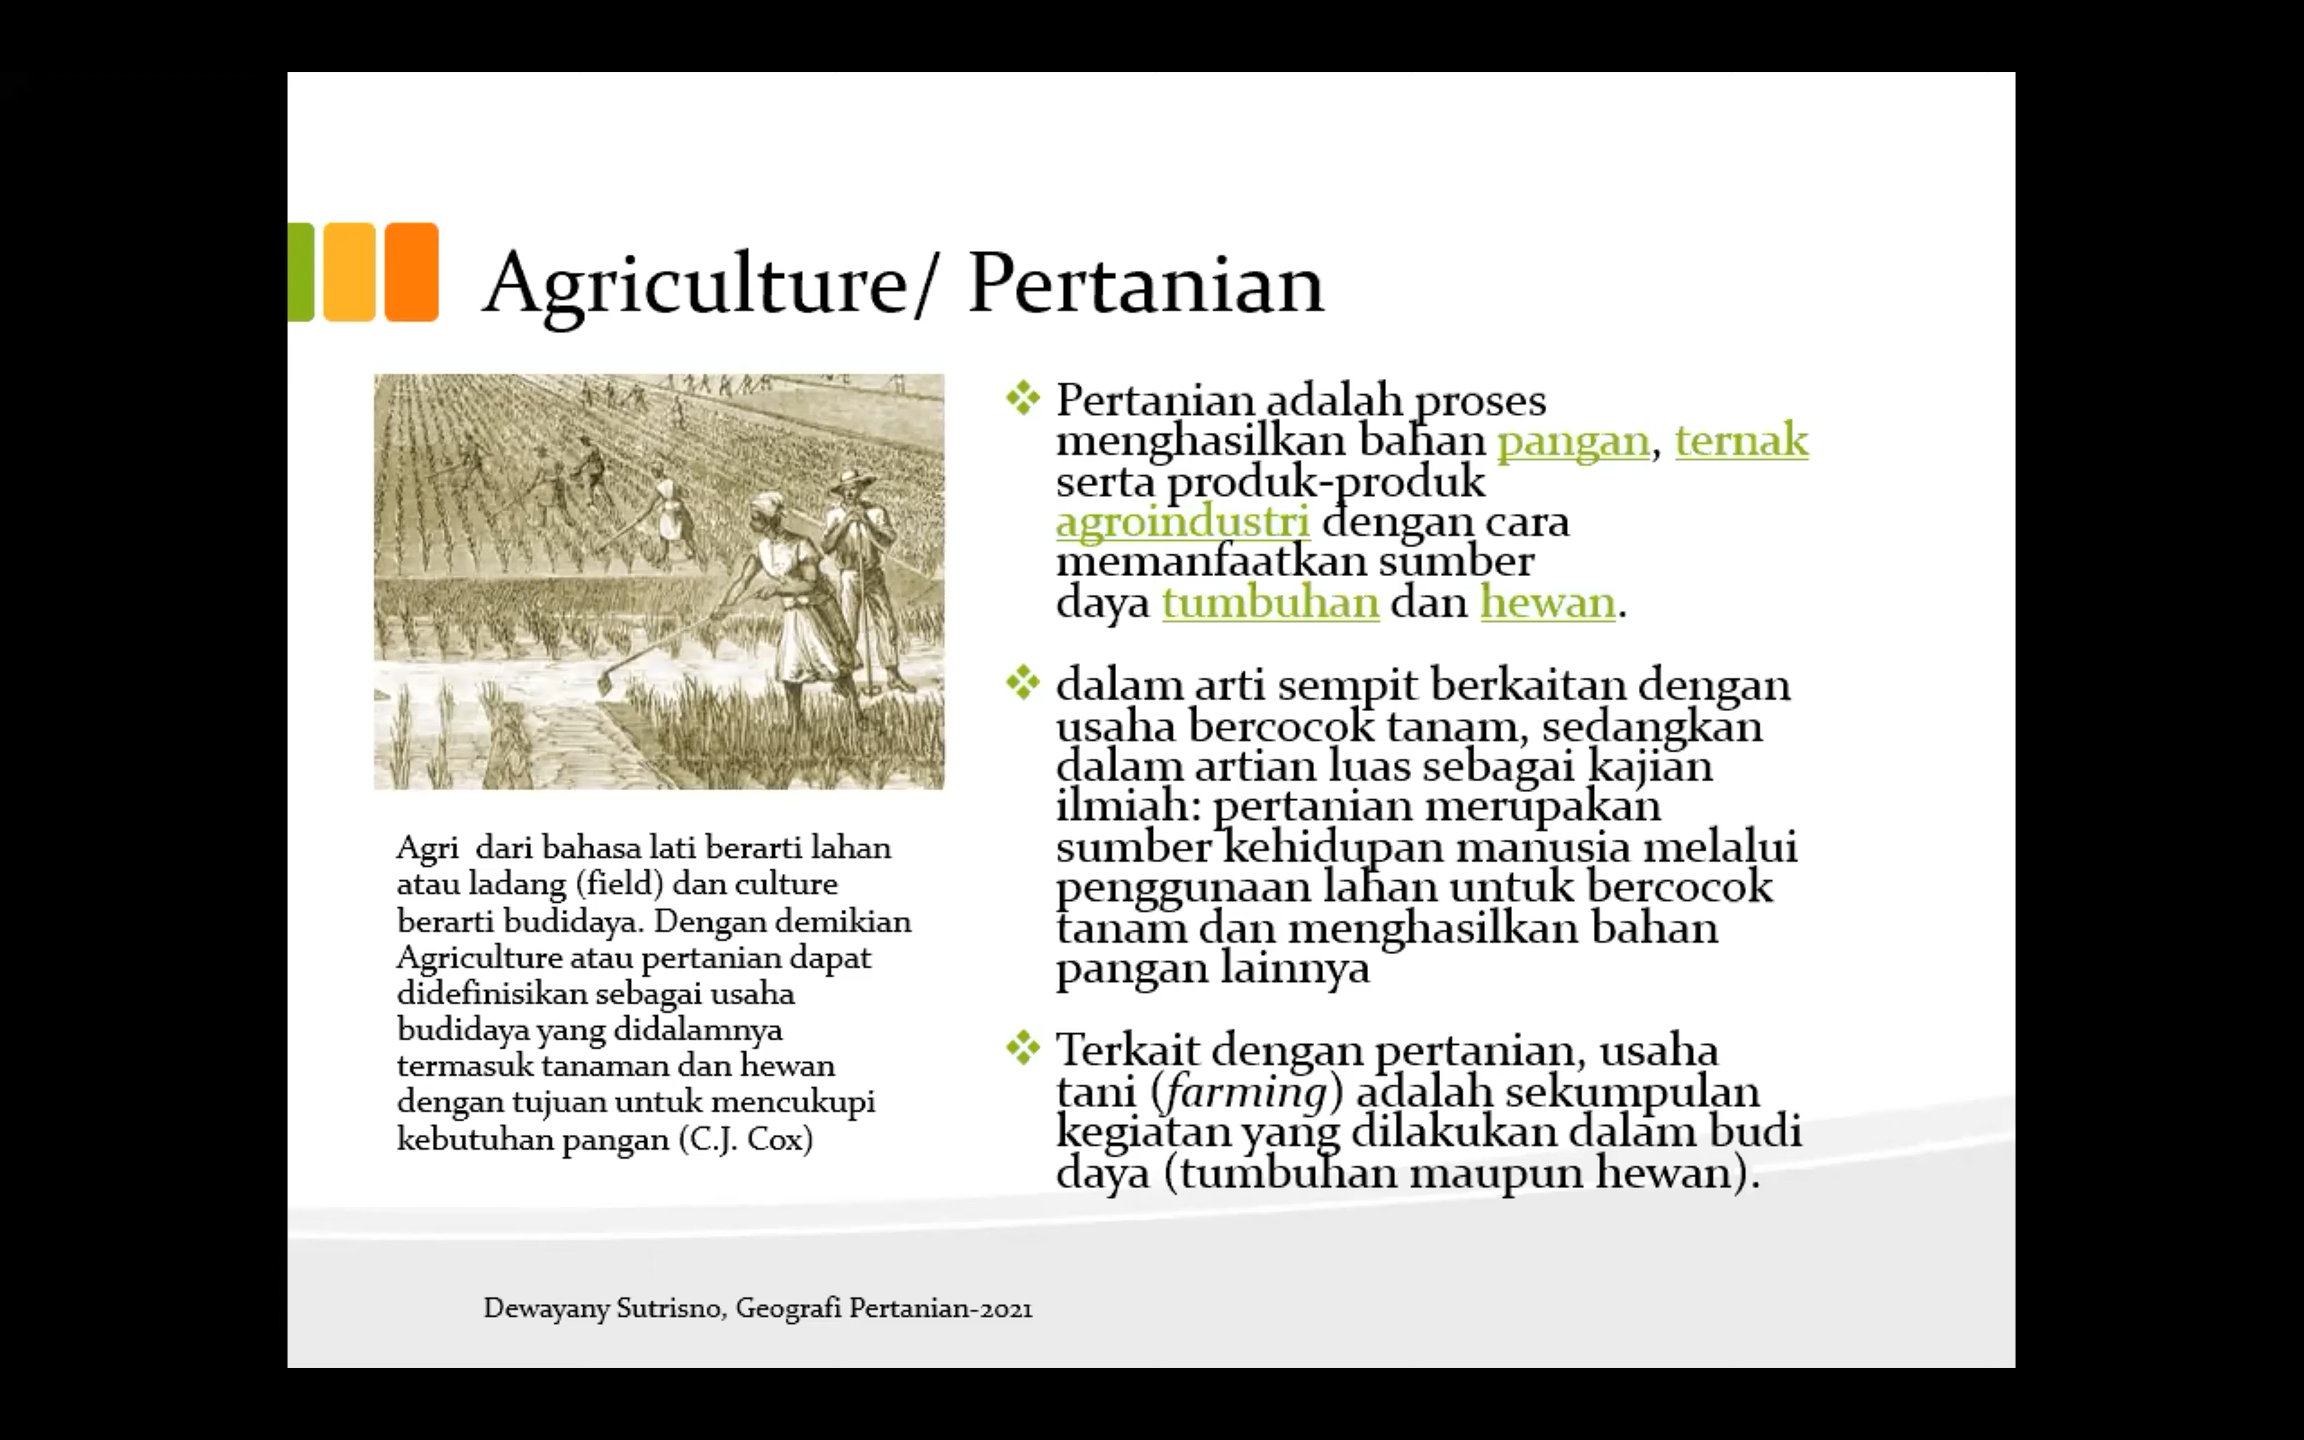 Agriculture/ Pertanian
Agri  dari bahasa lati berarti lahan
atau ladang (field) dan culture
berarti budidaya. Dengan demikian
Agriculture atau pertanian dapat
didefinisikan sebagai usaha
budidaya yang didalamnya
termasuk tanaman dan hewan
dengan tujuan untuk mencukupi
kebutuhan pangan (C.J. Cox)
❖ Pertanian adalah proses
menghasilkan bahan pangan, ternak
serta produk-produk
agroindustri dengan cara
memanfaatkan sumber
daya tumbuhan dan hewan.
❖ dalam arti sempit berkaitan dengan
usaha bercocok tanam, sedangkan
dalam artian luas sebagai kajian
ilmiah: pertanian merupakan
sumber kehidupan manusia melalui
penggunaan lahan untuk bercocok
tanam dan menghasilkan bahan
pangan lainnya
❖ Terkait dengan pertanian, usaha
tani (farming) adalah sekumpulan
kegiatan yang dilakukan dalam budi
daya (tumbuhan maupun hewan).
Dewayany Sutrisno, Geografi Pertanian-2021